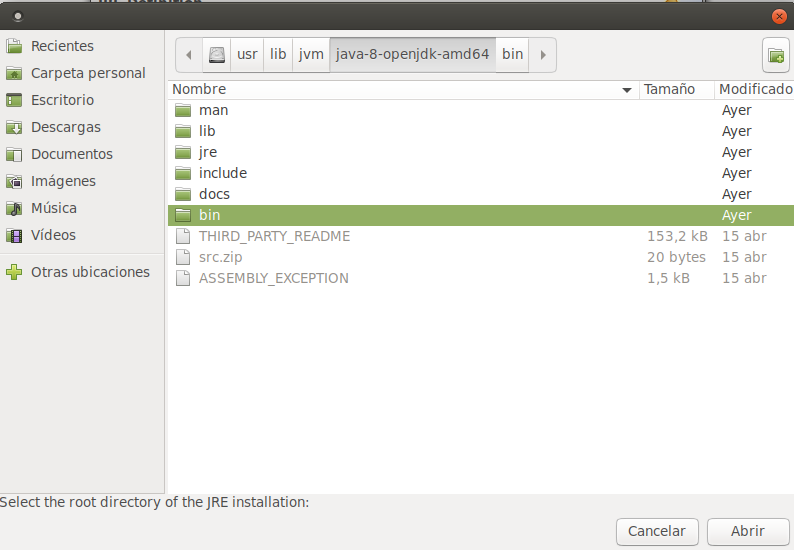 Recientes
Carpeta personal
Escritorio
Descargas
Documentos
Imágenes
Música
Vídeos
Otras ubicaciones
usr lib jvm java-8-openjdk-amd64 bin
Nombre Tamaño Modificado
man Ayer
lib Ayer
jre Ayer
include Ayer
docs Ayer
bin Ayer
THIRD_PARTY_README 153,2 kB 15 abr
src.zip 20 bytes 15 abr
ASSEMBLY_EXCEPTION 1,5 kB 15 abr
Select the root directory of the JRE installation:
Cancelar Abrir